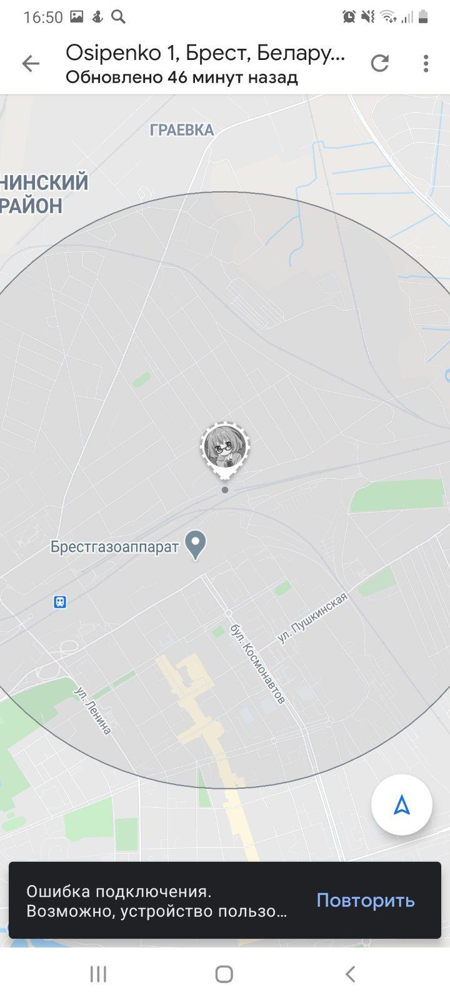 16:50
Osipenko 1, Брест, Белару...
Обновлено 46 минут назад
ГРАЕВКА
НИНСКИЙ
РАЙОН
Брестгазоаппарат
ул. Пушкинская
бул. Космонавтов
ул. Ленина
Ошибка подключения.
Возможно, устройство пользо...
Повторить